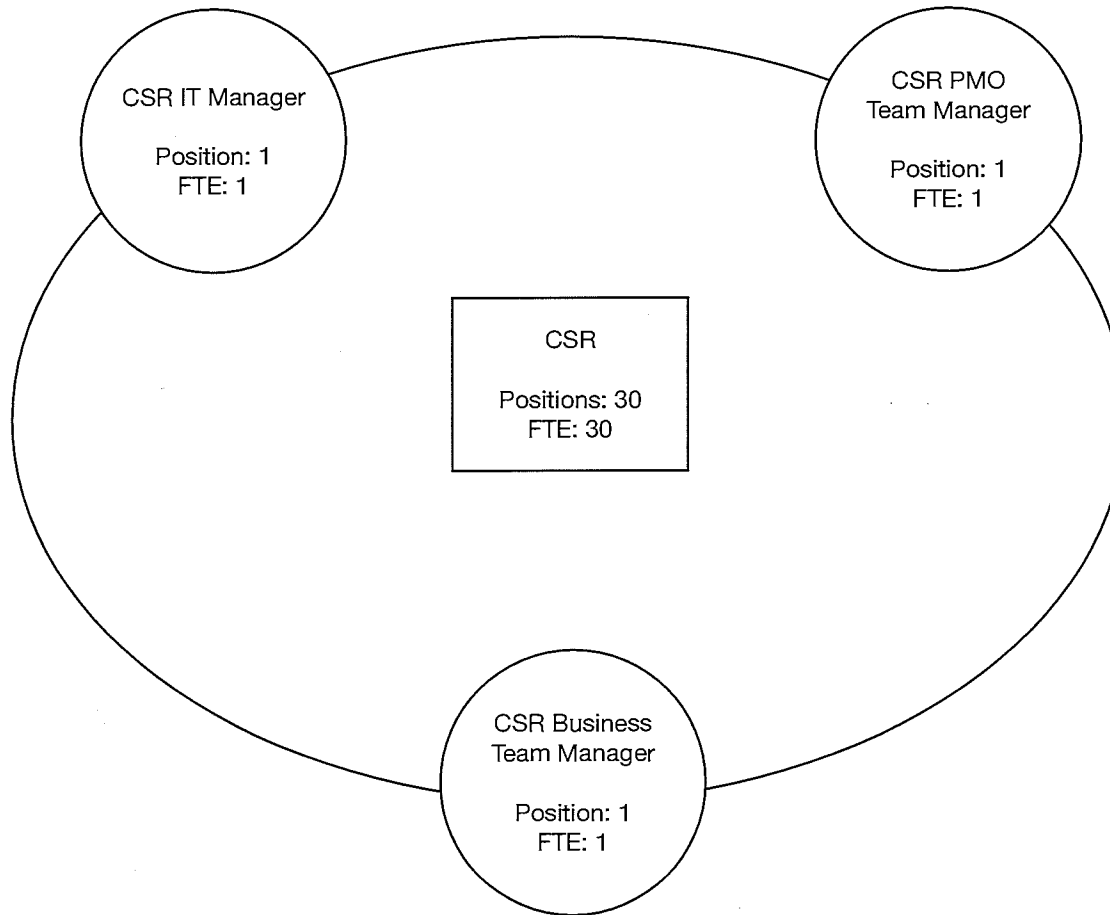 CSR IT Manager
Position: 1
FTE: 1
CSR PMO
Team Manager
Position: 1
FTE: 1
CSR
Positions: 30
FTE: 30
CSR Business
Team Manager
Position: 1
FTE: 1